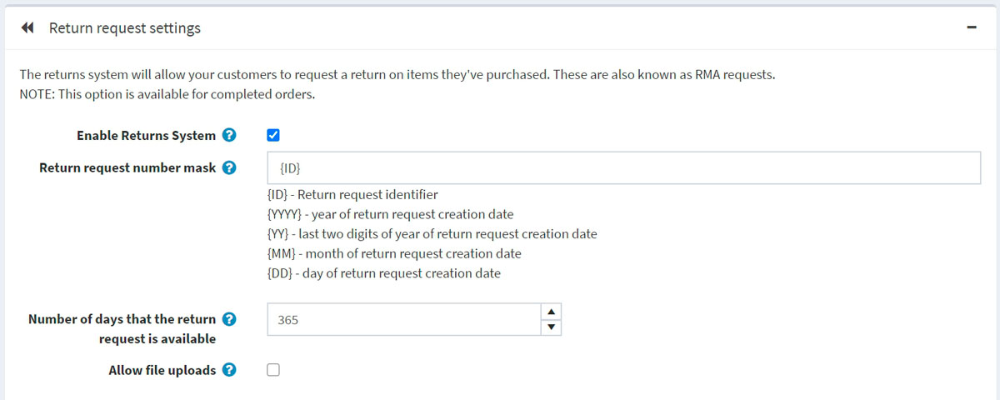 Return request settings
The returns system will allow your customers to request a return on items they've purchased. These are also known as RMA requests.
NOTE: This option is available for completed orders.
Enable Returns System ?
Return request number mask ?
{ID}
{ID} - Return request identifier
{YYYY} - year of return request creation date
{YY} - last two digits of year of return request creation date
{MM} - month of return request creation date
{DD} - day of return request creation date
Number of days that the return ?
request is available
365
Allow file uploads ?